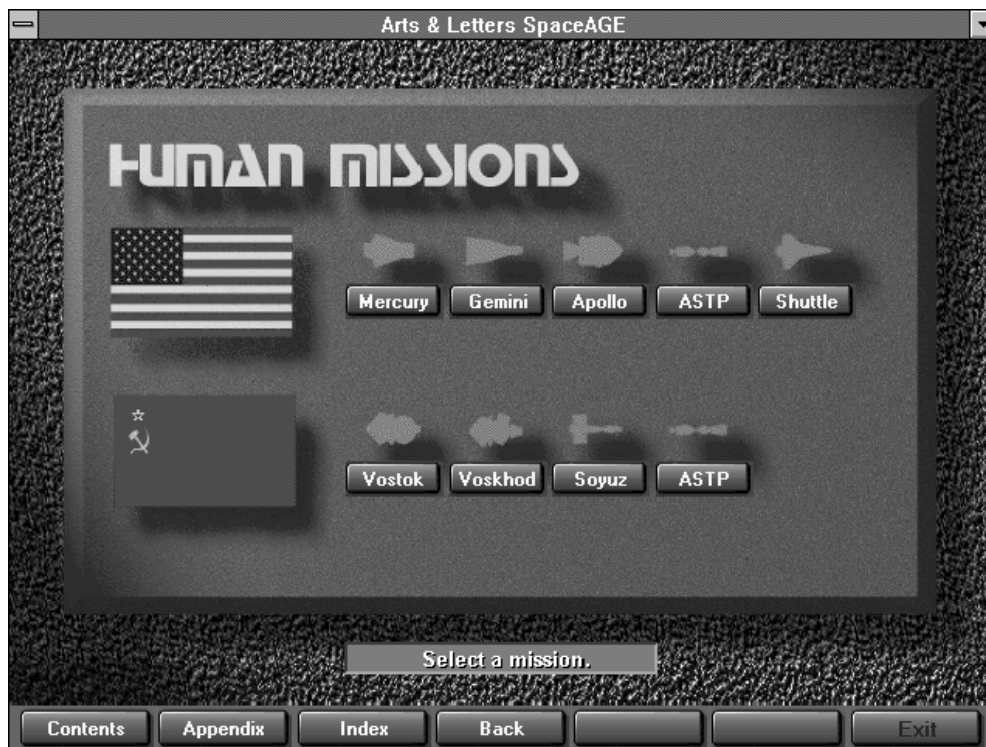 Arts & Letters SpaceAGE
HUMAN MISSIONS
Mercury Gemini Apollo ASTP Shuttle
Vostok Voskhod Soyuz ASTP
Select a mission.
Contents Appendix Index Back Exit